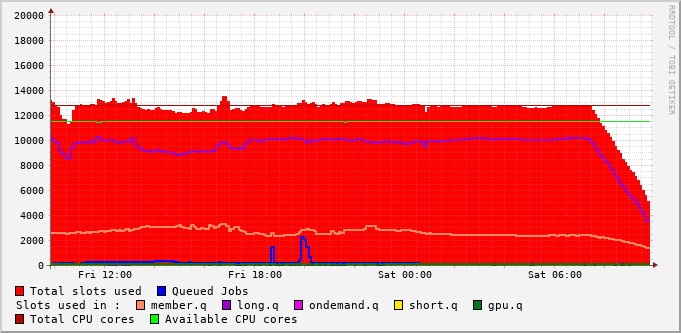 20000
18000
16000
14000
12000
10000
8000
6000
4000
2000
0
Fri 12:00 Fri 18:00 Sat 00:00 Sat 06:00
RRDTOOL / TOBI OETIKER
Total slots used Queued Jobs
Slots used in : member.q long.q ondemand.q short.q gpu.q
Total CPU cores Available CPU cores